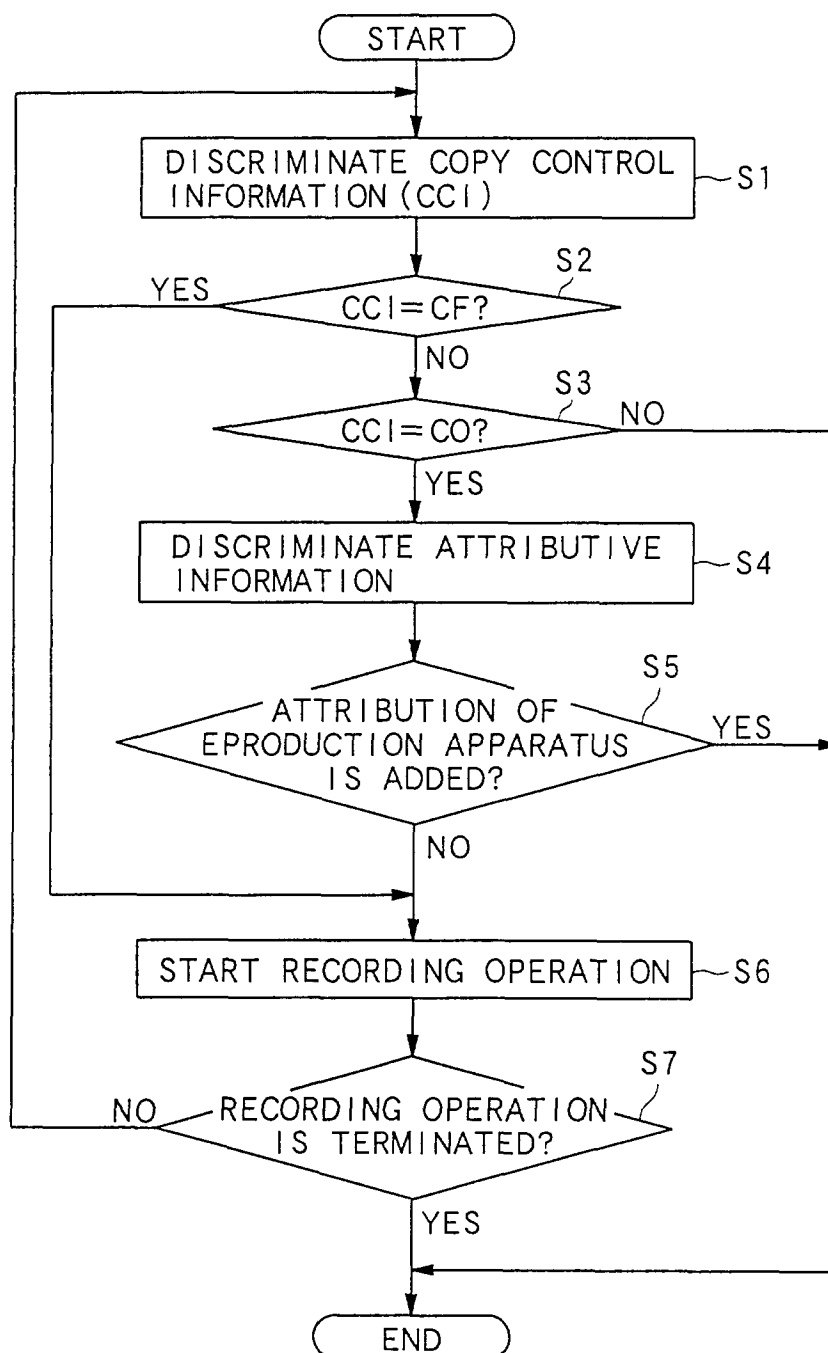 START
DISCRIMINATE COPY CONTROL
INFORMATION (CCI)
S1
S2
YES
CCI=CF?
NO
S3
CCI=CO?
NO
YES
DISCRIMINATE ATTRIBUTIVE
INFORMATION
S4
S5
ATTRIBUTION OF
EPRODUCTION APPARATUS
IS ADDED?
YES
NO
START RECORDING OPERATION
S6
S7
NO
RECORDING OPERATION
IS TERMINATED?
YES
END